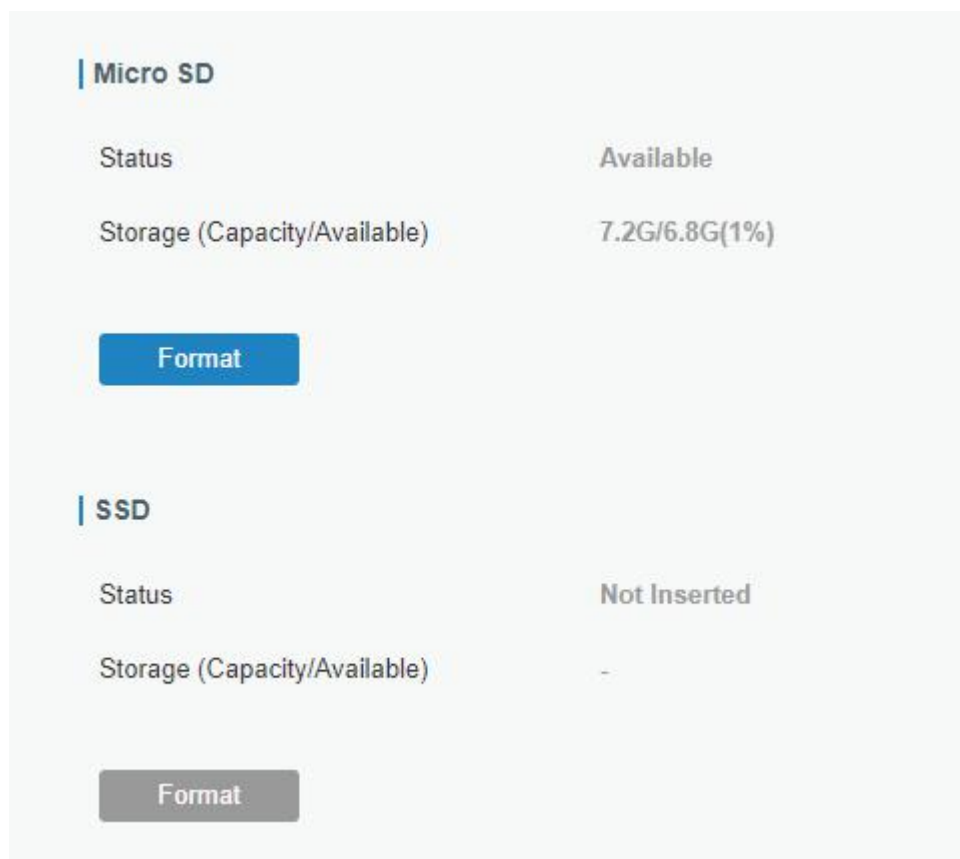 Micro SD
Status Available
Storage (Capacity/Available) 7.2G/6.8G(1%)
Format
SSD
Status Not Inserted
Storage (Capacity/Available) -
Format